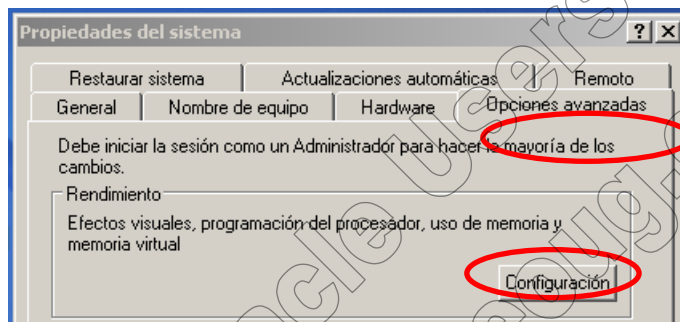 Propiedades del sistema
Restaurar sistema Actualizaciones automáticas Remoto
General Nombre de equipo Hardware Opciones avanzadas
Debe iniciar la sesión como un Administrador para hacer la mayoría de los
cambios.
Rendimiento
Efectos visuales, programación del procesador, uso de memoria y
memoria virtual
Configuración